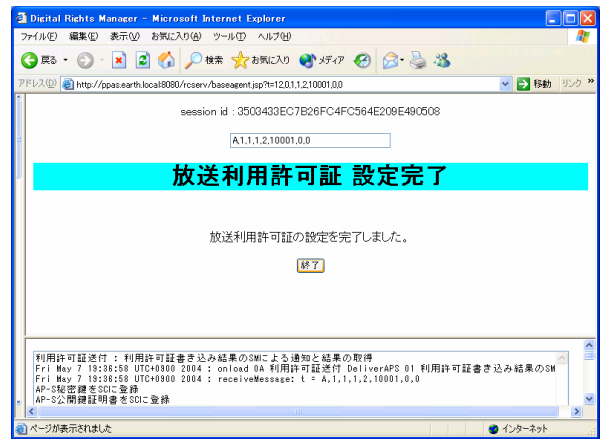 Digital Rights Manager - Microsoft Internet Explorer
ファイル(F) 編集(E) 表示(V) お気に入り(A) ツール(T) ヘルプ(H)
戻る 検索 お気に入り メディア
アドレス(D) http://ppas.earth.local:8080/rcserv/baseagent.jsp?t=12,0,1,1,2,10001,0,0 移動 リンク »
session id : 3503433EC7B26FC4FC564E209E490508
A,1,1,1,2,10001,0,0
放送利用許可証 設定完了
放送利用許可証の設定を完了しました。
終了
利用許可証送付 : 利用許可証書き込み結果のSMIによる通知と結果の取得
Fri May 7 19:36:58 UTC+0900 2004 : onload 0A 利用許可証送付 DeliverAPS 01 利用許可証書き込み結果のSM
Fri May 7 19:36:58 UTC+0900 2004 : receiveMessage: t = A,1,1,1,2,10001,0,0
AP-S秘密鍵をSCIに登録
AP-S公開鍵証明書をSCIに登録
ページが表示されました
インターネット